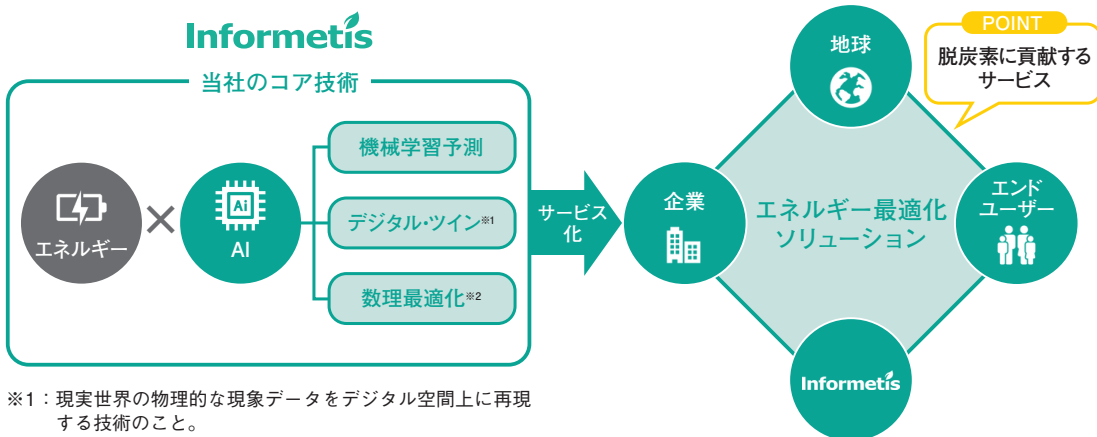 Informetis
当社のコア技術
エネルギー
×
Ai
AI
機械学習予測
デジタル・ツイン※1
数理最適化※2
サービス
化
地球
POINT
脱炭素に貢献する
サービス
企業
エネルギー最適化
ソリューション
エンド
ユーザー
Informetis
※1：現実世界の物理的な現象データをデジタル空間上に再現
する技術のこと。